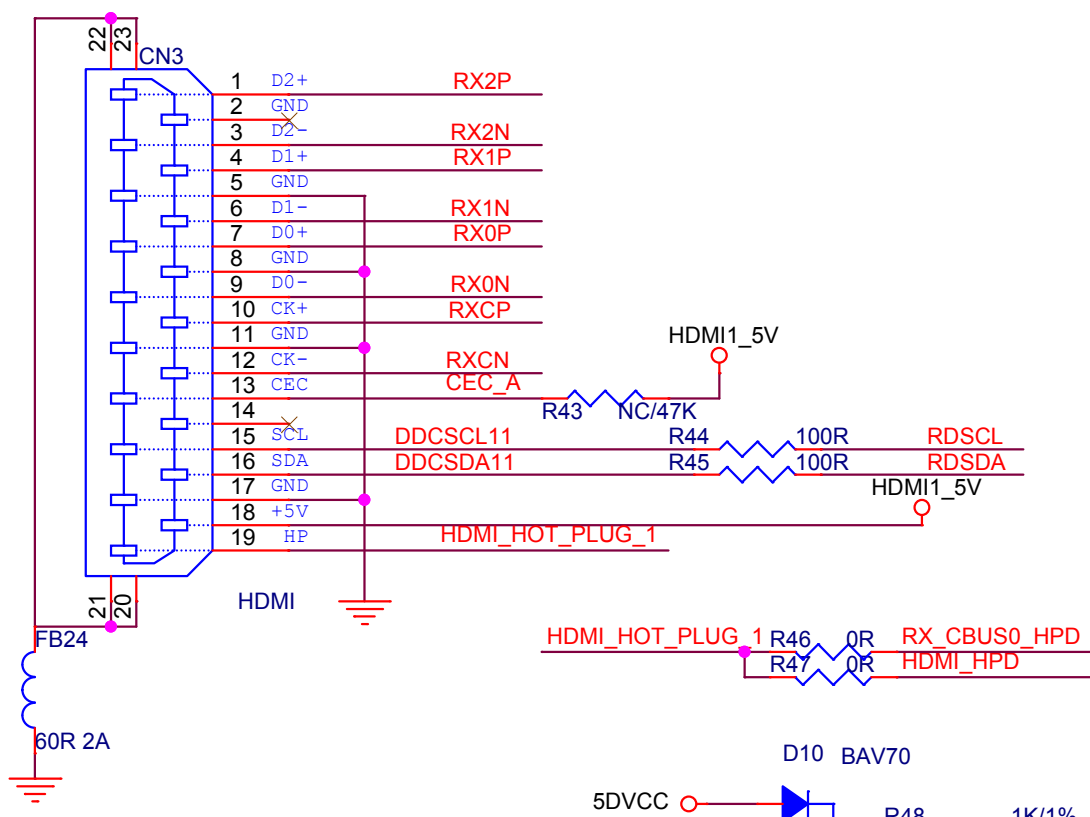 22
23
CN3
1 D2+ RX2P
2 GND
3 D2- RX2N
4 D1+ RX1P
5 GND
6 D1- RX1N
7 D0+ RX0P
8 GND
9 D0- RX0N
10 CK+ RXCP
11 GND
HDMI1_5V
12 CK- RXCN
13 CEC CEC_A
R43 NC/47K
14
15 SCL DDCSCL11 R44 100R RDSCL
16 SDA DDCSDA11 R45 100R RDSDA
17 GND HDMI1_5V
18 +5V
19 HP HDMI_HOT_PLUG_1
21
20
HDMI
FB24
HDMI_HOT_PLUG_1 R46 0R RX_CBUS0_HPD
R47 0R HDMI_HPD
60R 2A
D10 BAV70
5DVCC
R48 1K/1%